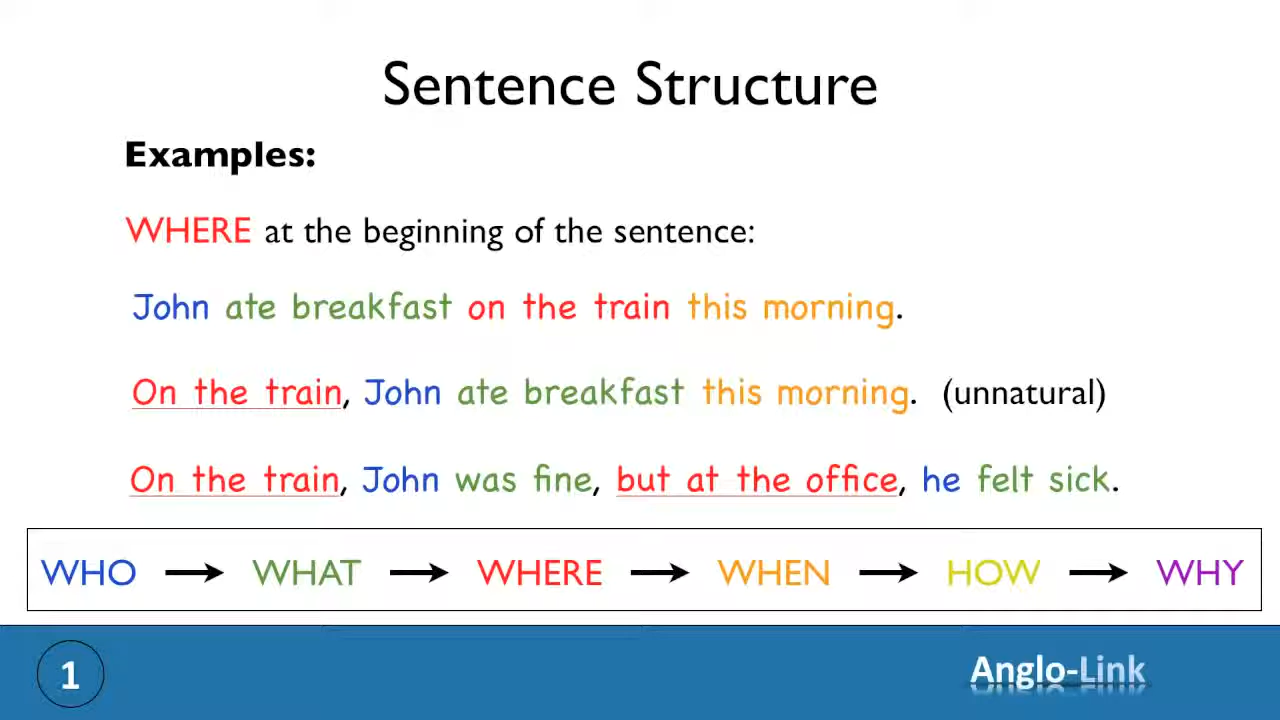 Sentence Structure
Examples:
WHERE at the beginning of the sentence:
John ate breakfast on the train this morning.
On the train, John ate breakfast this morning. (unnatural)
On the train, John was fine, but at the office, he felt sick.
WHO → WHAT → WHERE → WHEN → HOW → WHY
1 Anglo-Link